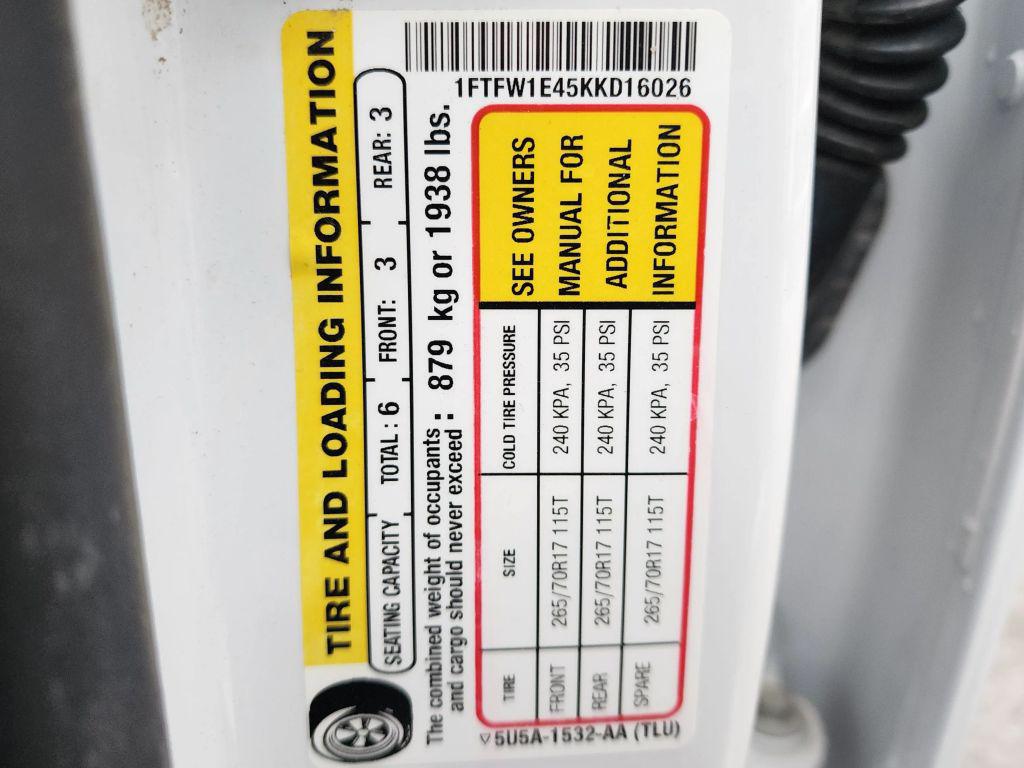 TIRE AND LOADING INFORMATION
SEATING CAPACITY TOTAL: 6 FRONT: 3 REAR: 3
The combined weight of occupants : 879 kg or 1938 lbs.
and cargo should never exceed
TIRE SIZE COLD TIRE PRESSURE
FRONT 265/70R17 115T 240 KPA, 35 PSI
REAR 265/70R17 115T 240 KPA, 35 PSI
SPARE 265/70R17 115T 240 KPA, 35 PSI
SEE OWNERS
MANUAL FOR
ADDITIONAL
INFORMATION
5U5A-1532-AA (TLU)
1FTFW1E45KKD16026